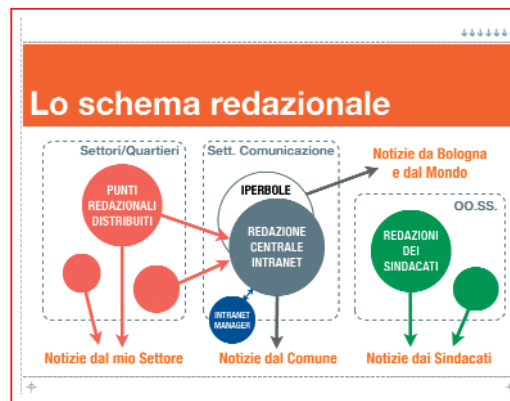 Lo schema redazionale
Settori/Quartieri
Sett. Comunicazione
Notizie da Bologna
e dal Mondo
PUNTI
REDAZIONALI
DISTRIBUITI
IPERBOLE
OO.SS.
REDAZIONE
CENTRALE
INTRANET
REDAZIONI
DEI
SINDACATI
INTRANET
MANAGER
Notizie dal mio Settore
Notizie dal Comune
Notizie dai Sindacati